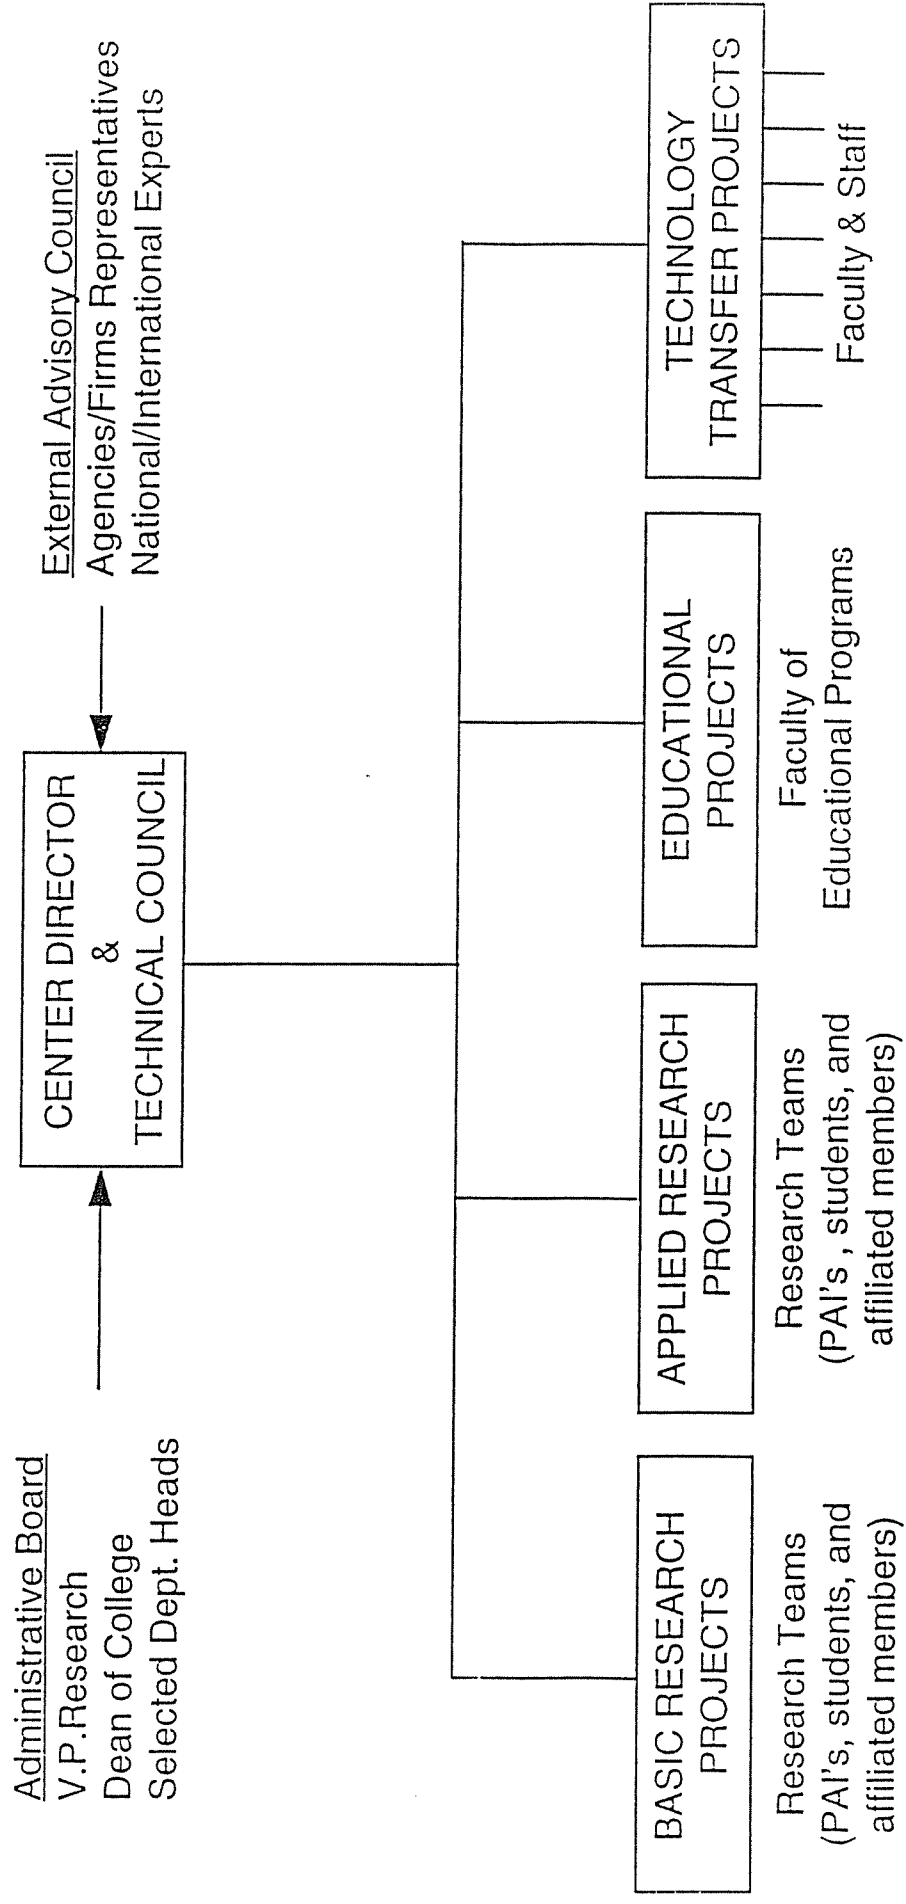 Administrative Board
V.P.Research
Dean of College
Selected Dept. Heads
CENTER DIRECTOR
&
TECHNICAL COUNCIL
External Advisory Council
Agencies/Firms Representatives
National/International Experts
BASIC RESEARCH
PROJECTS
Research Teams
(PAI's, students, and
affiliated members)
APPLIED RESEARCH
PROJECTS
Research Teams
(PAI's , students, and
affiliated members)
EDUCATIONAL
PROJECTS
Faculty of
Educational Programs
TECHNOLOGY
TRANSFER PROJECTS
Faculty & Staff